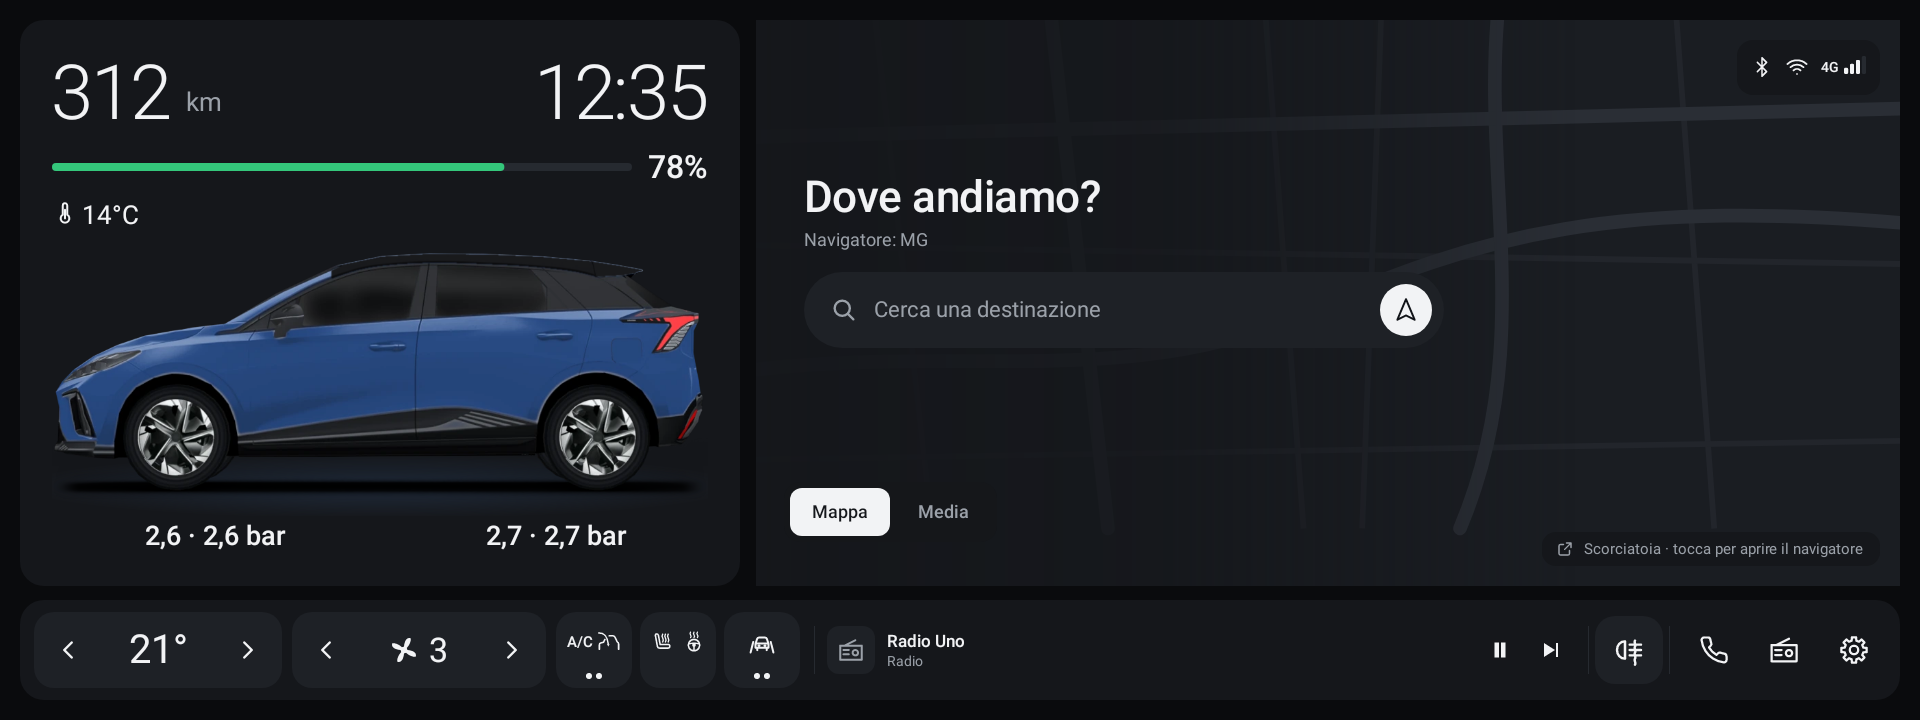 312 km
12:35
78%
14°C
2,6 · 2,6 bar
2,7 · 2,7 bar
4G
Dove andiamo?
Navigatore: MG
Cerca una destinazione
Mappa
Media
Scorciatoia · tocca per aprire il navigatore
21°
3
A/C
Radio Uno
Radio